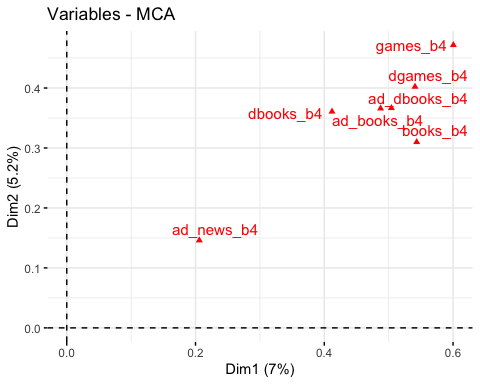 Variables - MCA
games_b4
dgames_b4
ad_dbooks_b4
dbooks_b4
ad_books_b4
books_b4
ad_news_b4
0.4
0.3
0.2
0.1
0.0
Dim2 (5.2%)
0.0
0.2
0.4
0.6
Dim1 (7%)